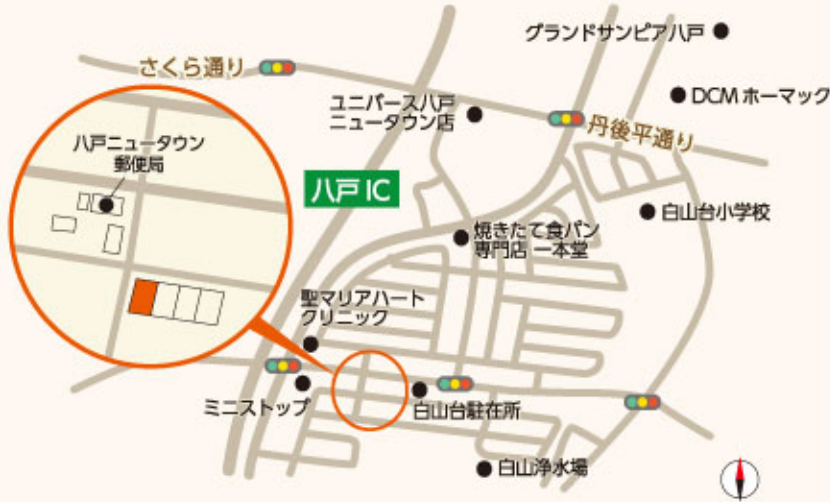 グランドサンピア八戸
さくら通り
DCMホーマック
ユニバース八戸
ニュータウン店
丹後平通り
八戸ニュータウン
郵便局
八戸IC
白山台小学校
焼きたて食パン
専門店 一本堂
聖マリアハート
クリニック
ミニストップ
白山台駐在所
白山浄水場